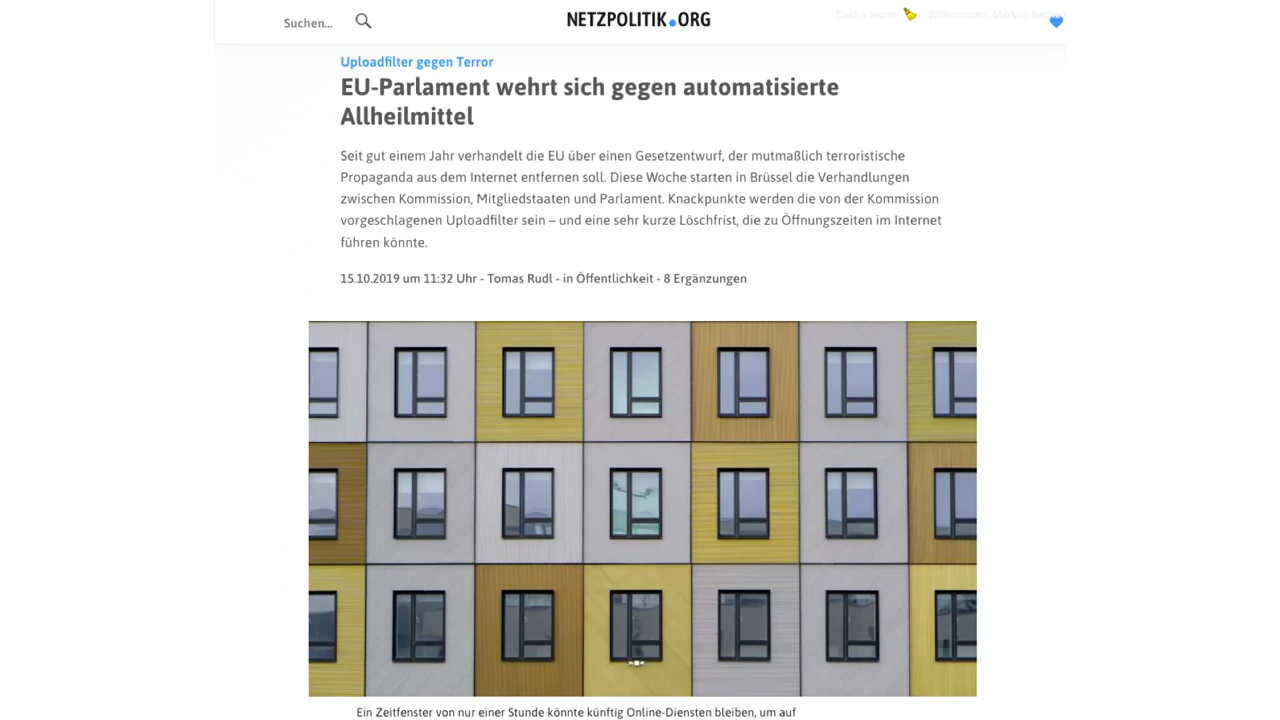 Suchen...
NETZPOLITIK.ORG
Willkommen, Markus
Uploadfilter gegen Terror
EU-Parlament wehrt sich gegen automatisierte
Allheilmittel
Seit gut einem Jahr verhandelt die EU über einen Gesetzentwurf, der mutmaßlich terroristische
Propaganda aus dem Internet entfernen soll. Diese Woche starten in Brüssel die Verhandlungen
zwischen Kommission, Mitgliedstaaten und Parlament. Knackpunkte werden die von der Kommission
vorgeschlagenen Uploadfilter sein – und eine sehr kurze Löschfrist, die zu Öffnungszeiten im Internet
führen könnte.
15.10.2019 um 11:32 Uhr - Tomas Rudl - in Öffentlichkeit - 8 Ergänzungen
Ein Zeitfenster von nur einer Stunde könnte künftig Online-Diensten bleiben, um auf